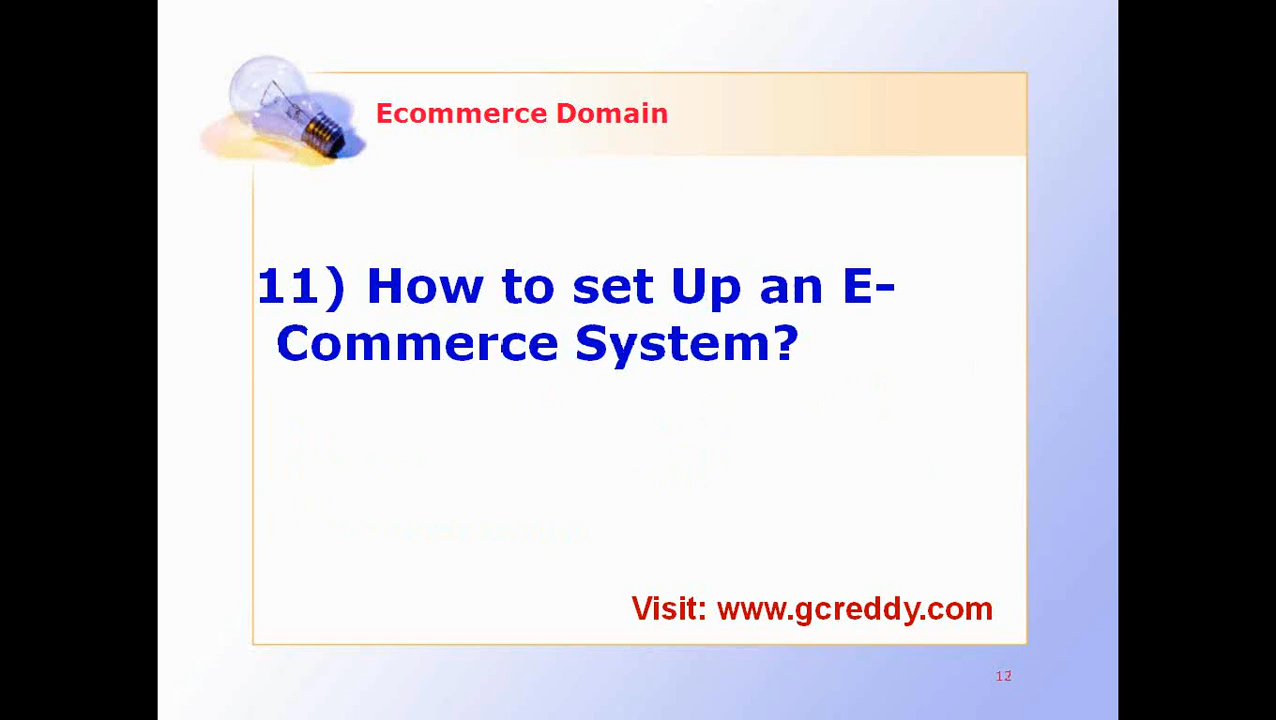 Ecommerce Domain
11) How to set Up an E-
Commerce System?
Visit: www.gcreddy.com
12